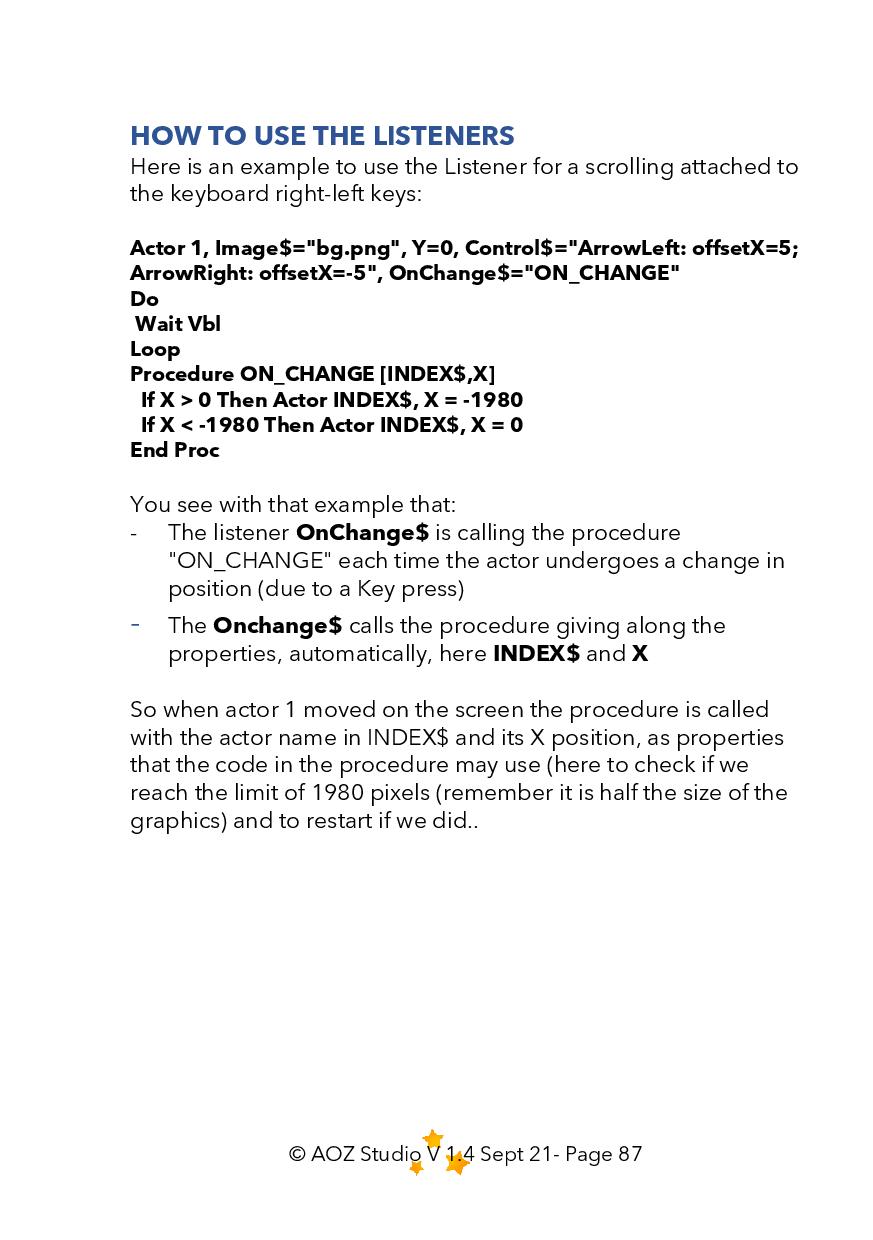 HOW TO USE THE LISTENERS
Here is an example to use the Listener for a scrolling attached to
the keyboard right-left keys:
Actor 1, Image$="bg.png", Y=0, Control$="ArrowLeft: offsetX=5;
ArrowRight: offsetX=-5", OnChange$="ON_CHANGE"
Do
Wait Vbl
Loop
Procedure ON_CHANGE [INDEX$,X]
If X > 0 Then Actor INDEX$, X = -1980
If X < -1980 Then Actor INDEX$, X = 0
End Proc
You see with that example that:
- The listener OnChange$ is calling the procedure
"ON_CHANGE" each time the actor undergoes a change in
position (due to a Key press)
- The Onchange$ calls the procedure giving along the
properties, automatically, here INDEX$ and X
So when actor 1 moved on the screen the procedure is called
with the actor name in INDEX$ and its X position, as properties
that the code in the procedure may use (here to check if we
reach the limit of 1980 pixels (remember it is half the size of the
graphics) and to restart if we did..
© AOZ Studio V 1.4 Sept 21- Page 87